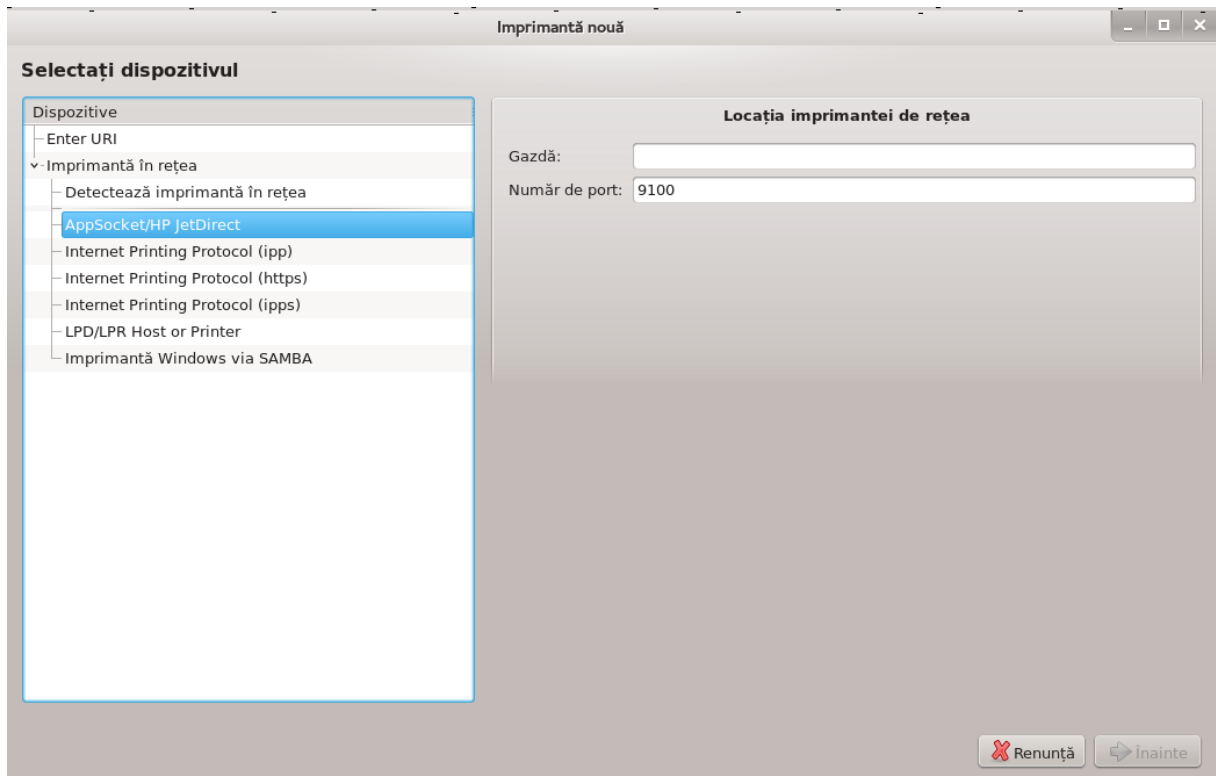 Imprimantă nouă
Selectați dispozitivul
Dispozitive
Enter URI
Imprimantă în rețea
Detectează imprimantă în rețea
AppSocket/HP JetDirect
Internet Printing Protocol (ipp)
Internet Printing Protocol (https)
Internet Printing Protocol (ipps)
LPD/LPR Host or Printer
Imprimantă Windows via SAMBA
Locația imprimantei de rețea
Gazdă:
Număr de port: 9100
Renunță
Înainte